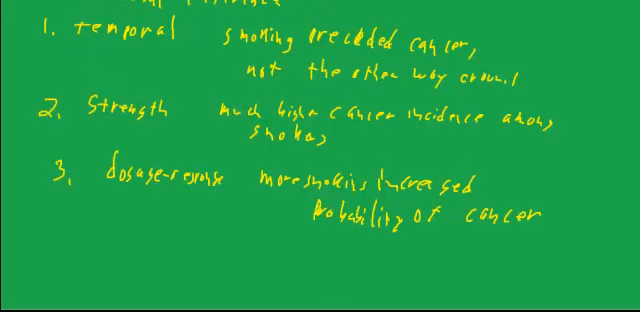 1. temporal smoking preceded cancer,
not the other way around
2. Strength much higher cancer incidence among
smokers
3. dosage-response more smoking increased
probability of cancer